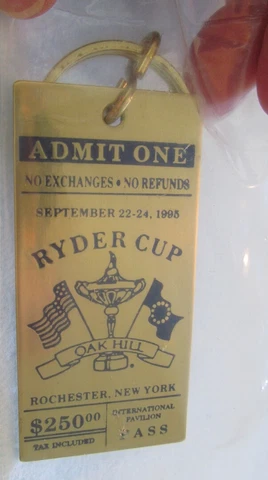 ADMIT ONE
NO EXCHANGES • NO REFUNDS
SEPTEMBER 22-24, 1995
RYDER CUP
OAK HILL
ROCHESTER, NEW YORK
$250.00
TAX INCLUDED
INTERNATIONAL
PAVILION
PASS